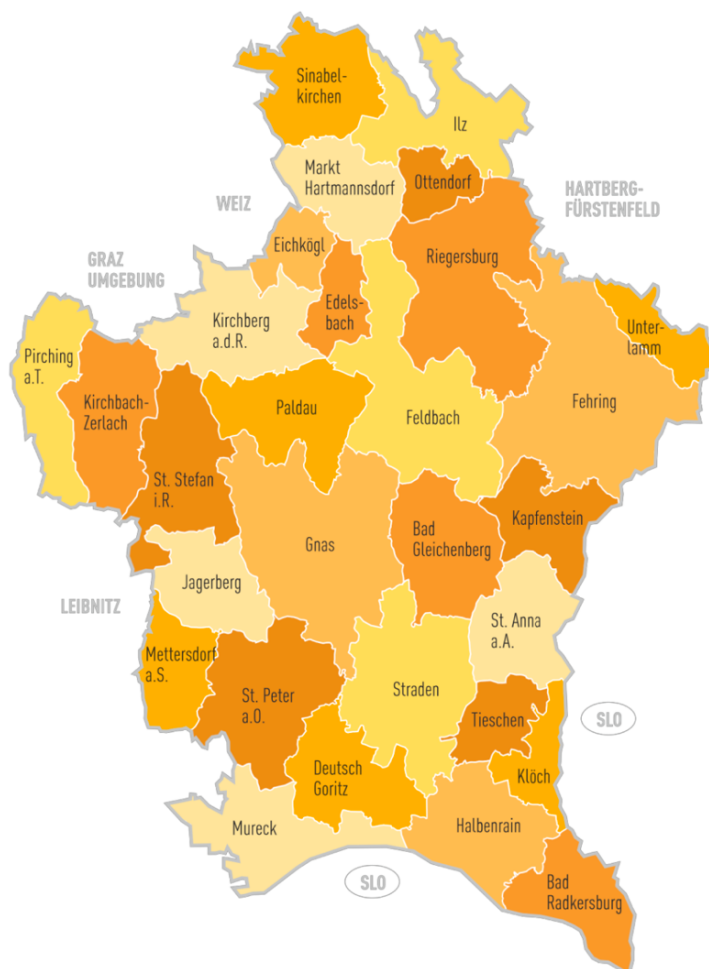 Sinabel-
kirchen
Ilz
Markt
Hartmannsdorf
Ottendorf
HARTBERG-
FÜRSTENFELD
WEIZ
Eichkögl
Riegersburg
GRAZ
UMGEBUNG
Edels-
bach
Kirchberg
a.d.R.
Unter-
lamm
Pirching
a.T.
Kirchbach-
Zerlach
Paldau
Feldbach
Fehring
St. Stefan
i.R.
Gnas
Bad
Gleichenberg
Kapfenstein
Jagerberg
LEIBNITZ
St. Anna
a.A.
Mettersdorf
a.S.
St. Peter
a.O.
Straden
Tieschen
SLO
Deutsch
Goritz
Klöch
Mureck
Halbenrain
SLO
Bad
Radkersburg